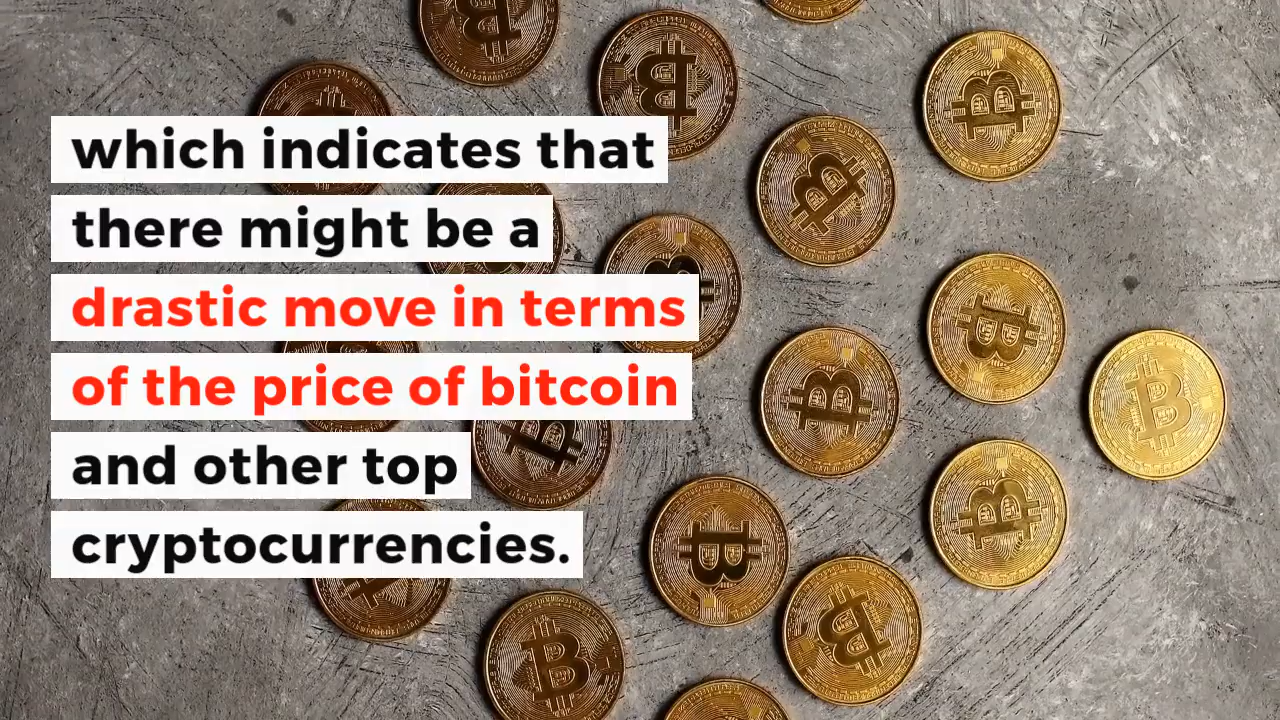 which indicates that
there might be a
drastic move in terms
of the price of bitcoin
and other top
cryptocurrencies.